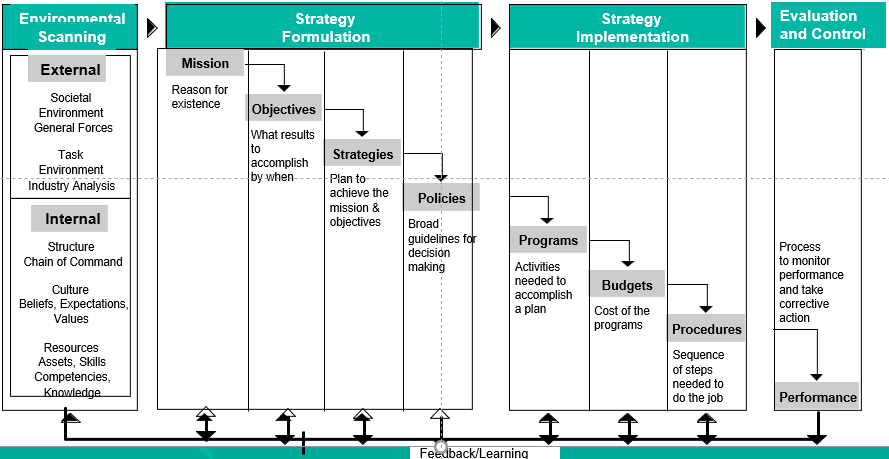 Environmental
Scanning
Strategy
Formulation
Strategy
Implementation
Evaluation
and Control
External
Societal
Environment
General Forces
Task
Environment
Industry Analysis
Internal
Structure
Chain of Command
Culture
Beliefs, Expectations,
Values
Resources
Assets, Skills
Competencies,
Knowledge
Mission
Reason for
existence
Objectives
What results
to
accomplish
by when
Strategies
Plan to
achieve the
mission &
objectives
Policies
Broad
guidelines for
decision
making
Programs
Activities
needed to
accomplish
a plan
Budgets
Cost of the
programs
Procedures
Sequence
of steps
needed to
do the job
Process
to monitor
performance
and take
corrective
action
Performance
Feedback/Learning